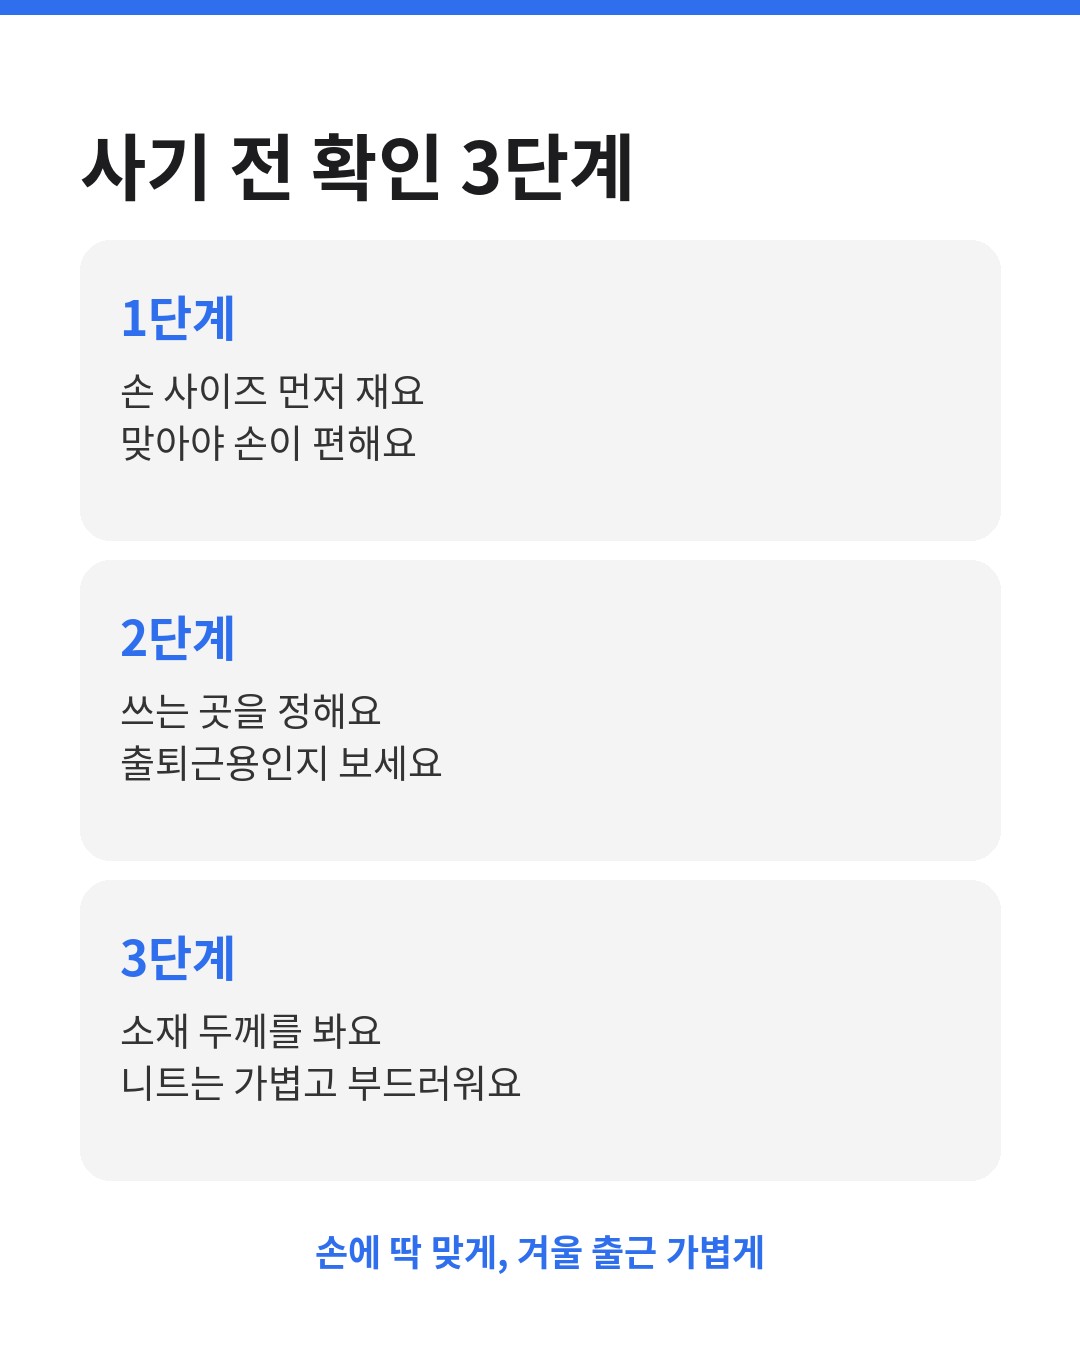 사기 전 확인 3단계
1단계
손 사이즈 먼저 재요
맞아야 손이 편해요
2단계
쓰는 곳을 정해요
출퇴근용인지 보세요
3단계
소재 두께를 봐요
니트는 가볍고 부드러워요
손에 딱 맞게, 겨울 출근 가볍게